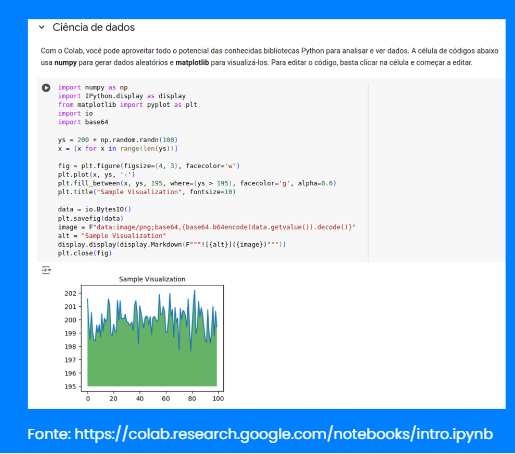 Ciência de dados
Com o Colab, você pode aproveitar todo o potencial das conhecidas bibliotecas Python para analisar e ver dados. A célula de códigos abaixo
usa numpy para gerar dados aleatórios e matplotlib para visualizá-los. Para editar o código, basta clicar na célula e começar a editar.
import numpy as np
import IPython.display as display
from matplotlib import pyplot as plt
import io
import base64
ys = 200 + np.random.randn(100)
x = [x for x in range(len(ys))]
fig = plt.figure(figsize=(4, 3), facecolor='w')
plt.plot(x, ys, '-')
plt.fill_between(x, ys, 195, where=(ys > 195), facecolor='g', alpha=0.6)
plt.title("Sample Visualization", fontsize=10)
data = io.BytesIO()
plt.savefig(data)
image = F"data:image/png;base64,{base64.b64encode(data.getvalue()).decode()}"
alt = "Sample Visualization"
display.display(display.Markdown(F"""![{alt}]({image})"""))
plt.close(fig)
Sample Visualization
202
201
200
199
198
197
196
195
0 20 40 60 80 100
Fonte: https://colab.research.google.com/notebooks/intro.ipynb